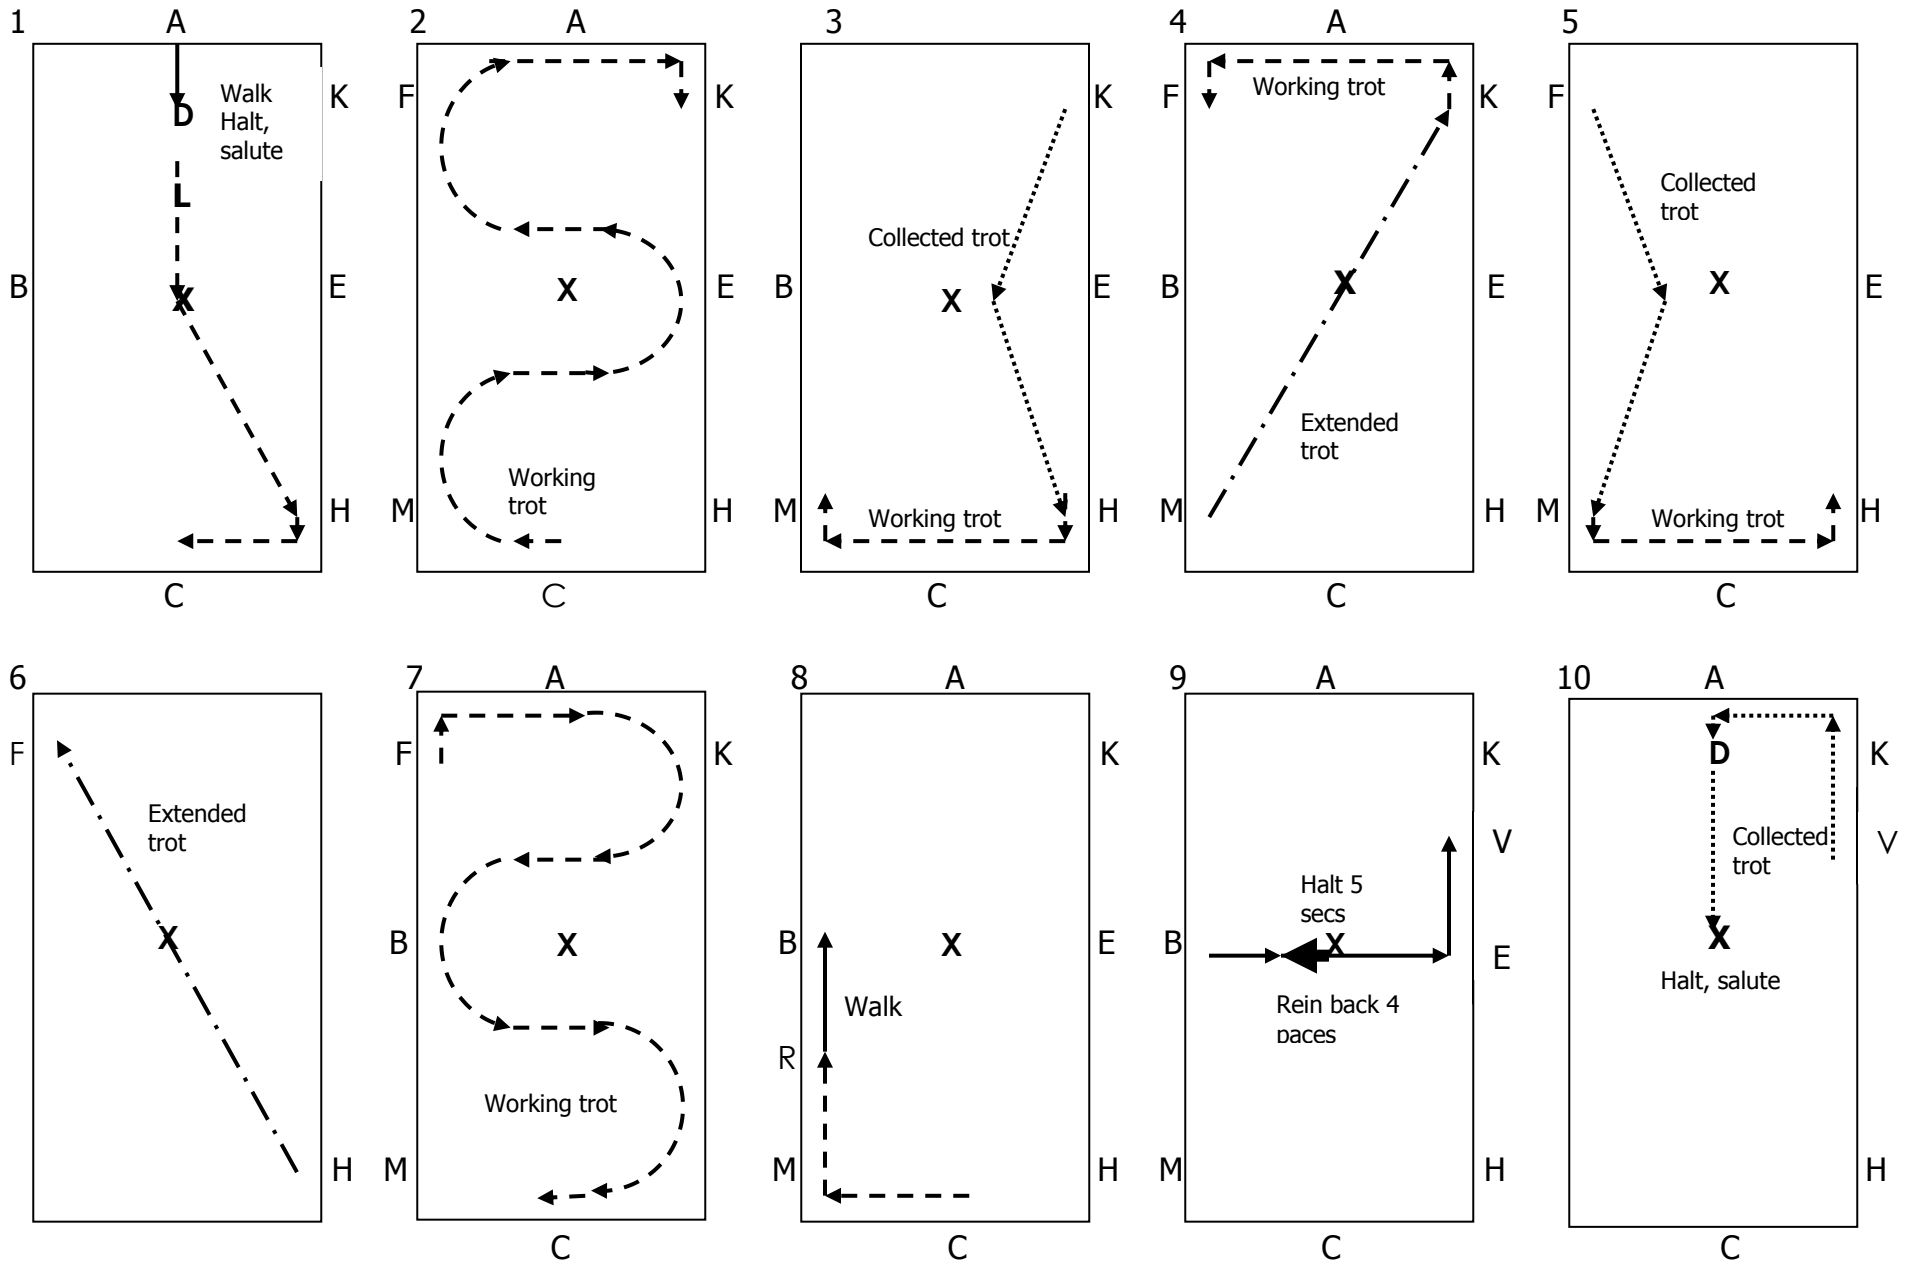 1
A
Walk
Halt,
salute
K
D
L
B
X
E
H
C
2
A
F
K
X
E
Working
trot
M
H
C
3
K
Collected trot
B
X
E
M
Working trot
H
C
4
A
F
Working trot
K
B
X
E
Extended
trot
M
H
C
5
F
Collected
trot
X
E
M
Working trot
H
C
6
F
Extended
trot
X
H
7
A
F
K
B
X
M
Working trot
C
8
A
K
B
X
E
Walk
R
M
H
C
9
A
K
V
Halt 5
secs
B
X
E
Rein back 4
paces
M
H
C
10
A
D
K
Collected
trot
V
X
Halt, salute
H
C